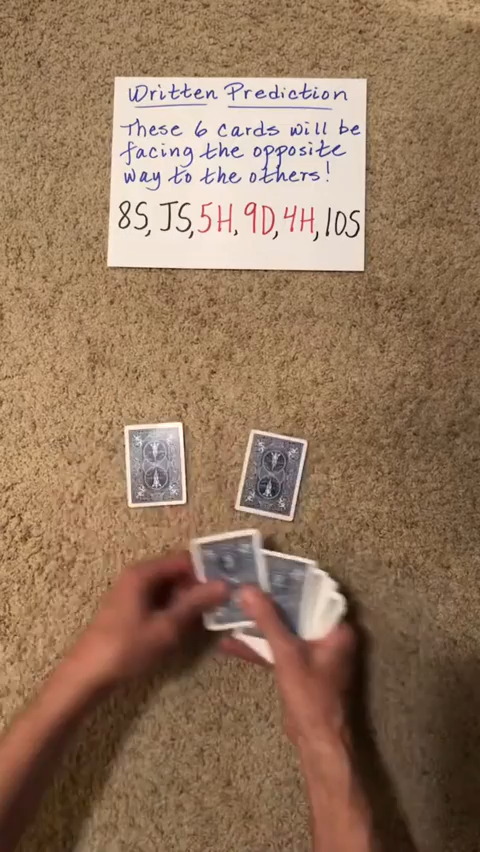 Written Prediction
These 6 cards will be
facing the opposite
way to the others!
8S, JS, 5H, 9D, 4H, 10S